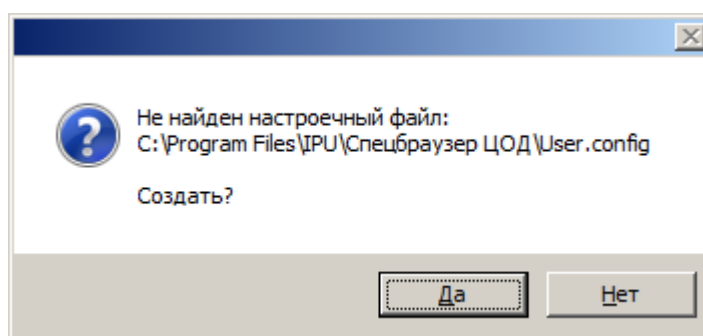 Не найден настроечный файл:
C:\Program Files\IPU\Спецбраузер ЦОД\User.config
Создать?
Да
Нет